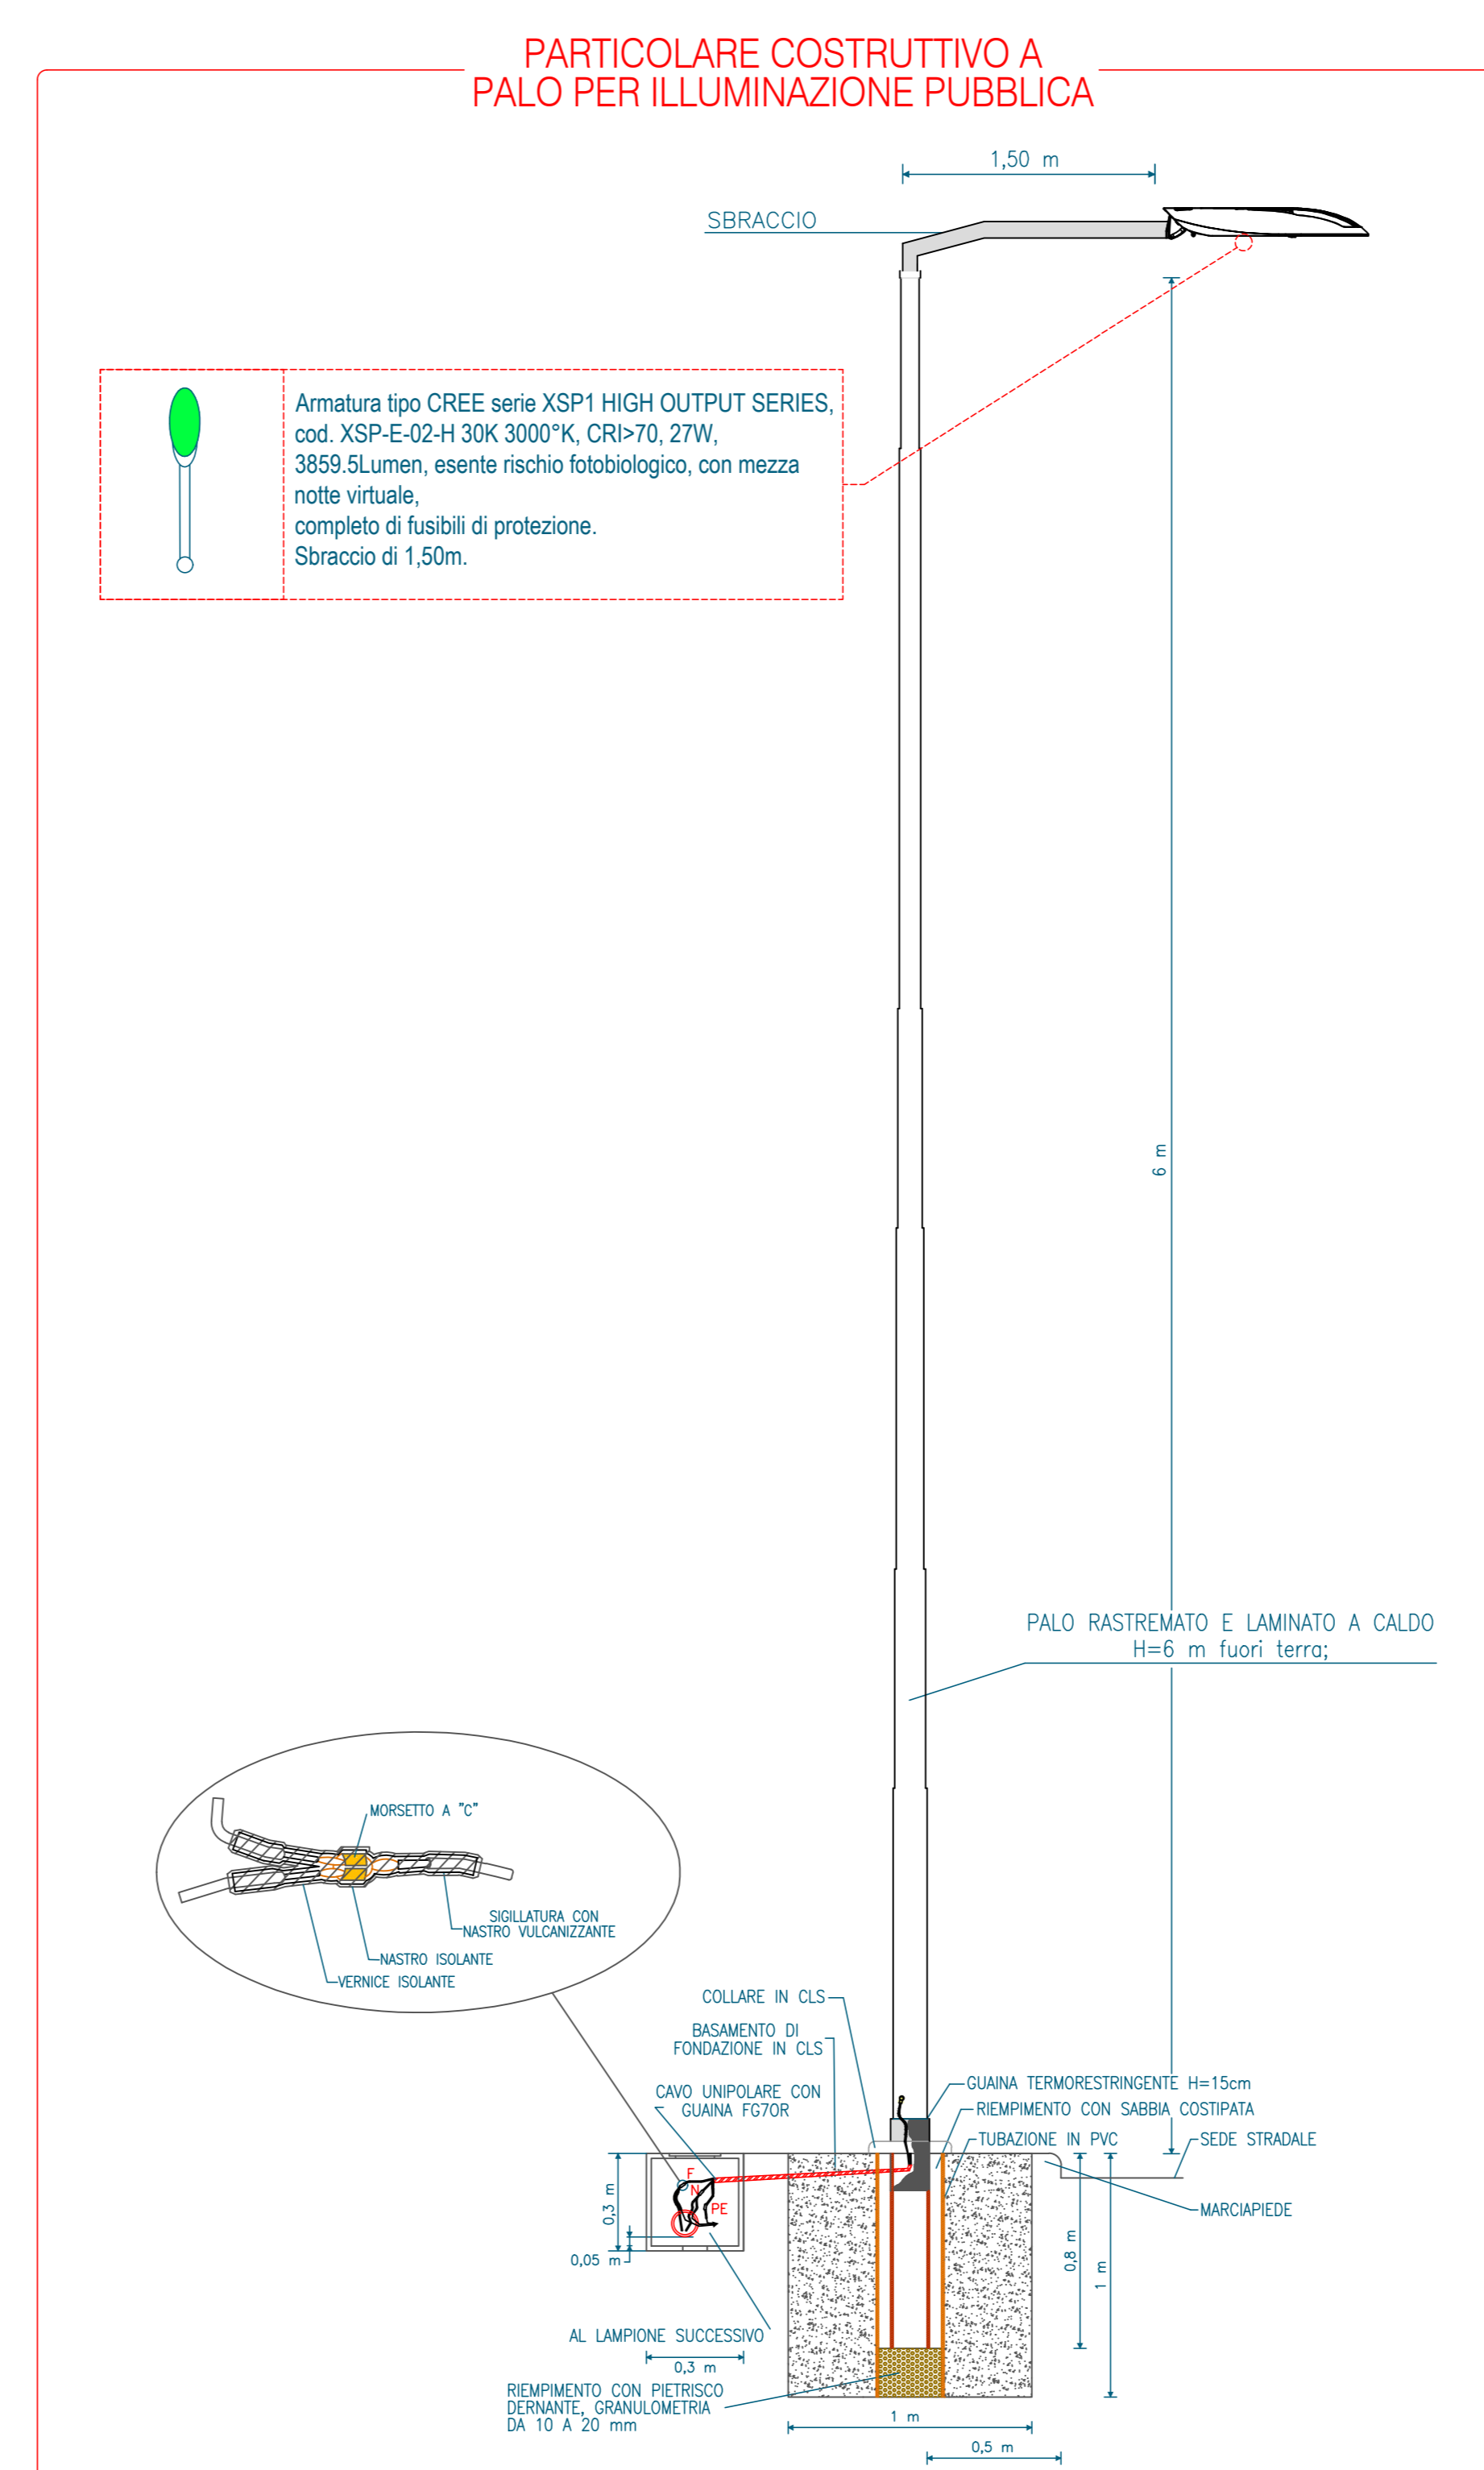 PARTICOLARE COSTRUTTIVO A
PALO PER ILLUMINAZIONE PUBBLICA
1,50 m
SBRACCIO
Armatura tipo CREE serie XSP1 HIGH OUTPUT SERIES,
cod. XSP-E-02-H 30K 3000°K, CRI>70, 27W,
3859.5Lumen, esente rischio fotobiologico, con mezza
notte virtuale,
completo di fusibili di protezione.
Sbraccio di 1,50m.
6 m
PALO RASTREMATO E LAMINATO A CALDO
H=6 m fuori terra;
MORSETTO A "C"
SIGILLATURA CON
NASTRO VULCANIZZANTE
NASTRO ISOLANTE
VERNICE ISOLANTE
COLLARE IN CLS
BASAMENTO DI
FONDAZIONE IN CLS
CAVO UNIPOLARE CON
GUAINA FG7OR
GUAINA TERMORESTRINGENTE H=15cm
RIEMPIMENTO CON SABBIA COSTIPATA
TUBAZIONE IN PVC
SEDE STRADALE
MARCIAPIEDE
F
N
PE
0,3 m
0,05 m
0,8 m
1 m
AL LAMPIONE SUCCESSIVO
0,3 m
RIEMPIMENTO CON PIETRISCO
DERNANTE, GRANULOMETRIA
DA 10 A 20 mm
1 m
0,5 m